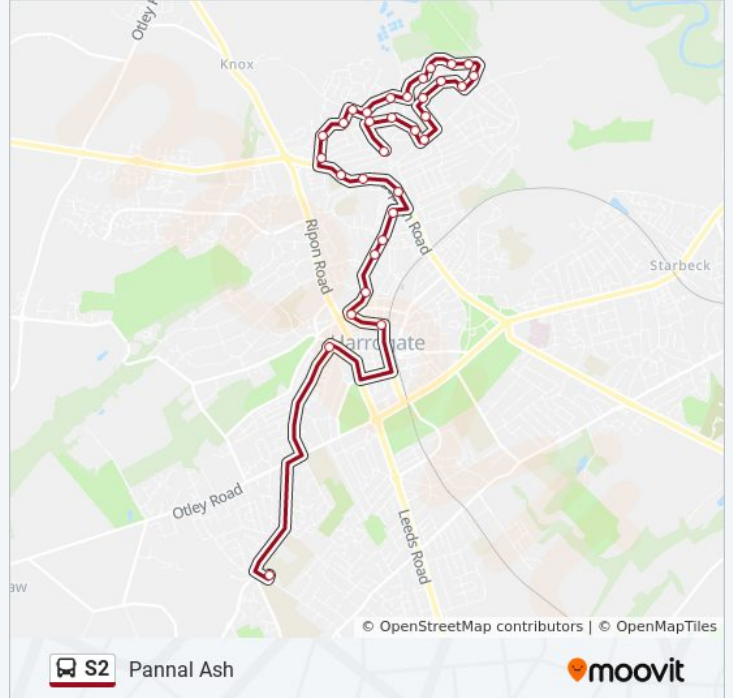 Otley R
Knox
Road
Ripon Road
Starbeck
Harrogate
Otley Road
Leeds Road
aw
© OpenStreetMap contributors | © OpenMapTiles
S2 Pannal Ash
moovit